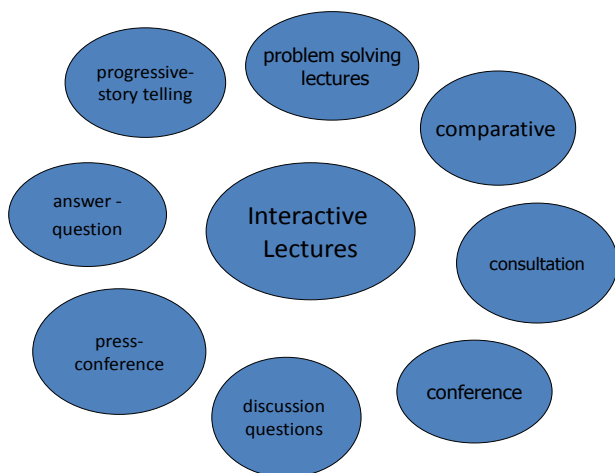 problem solving
lectures
progressive-
story telling
comparative
answer -
question
Interactive
Lectures
consultation
press-
conference
conference
discussion
questions